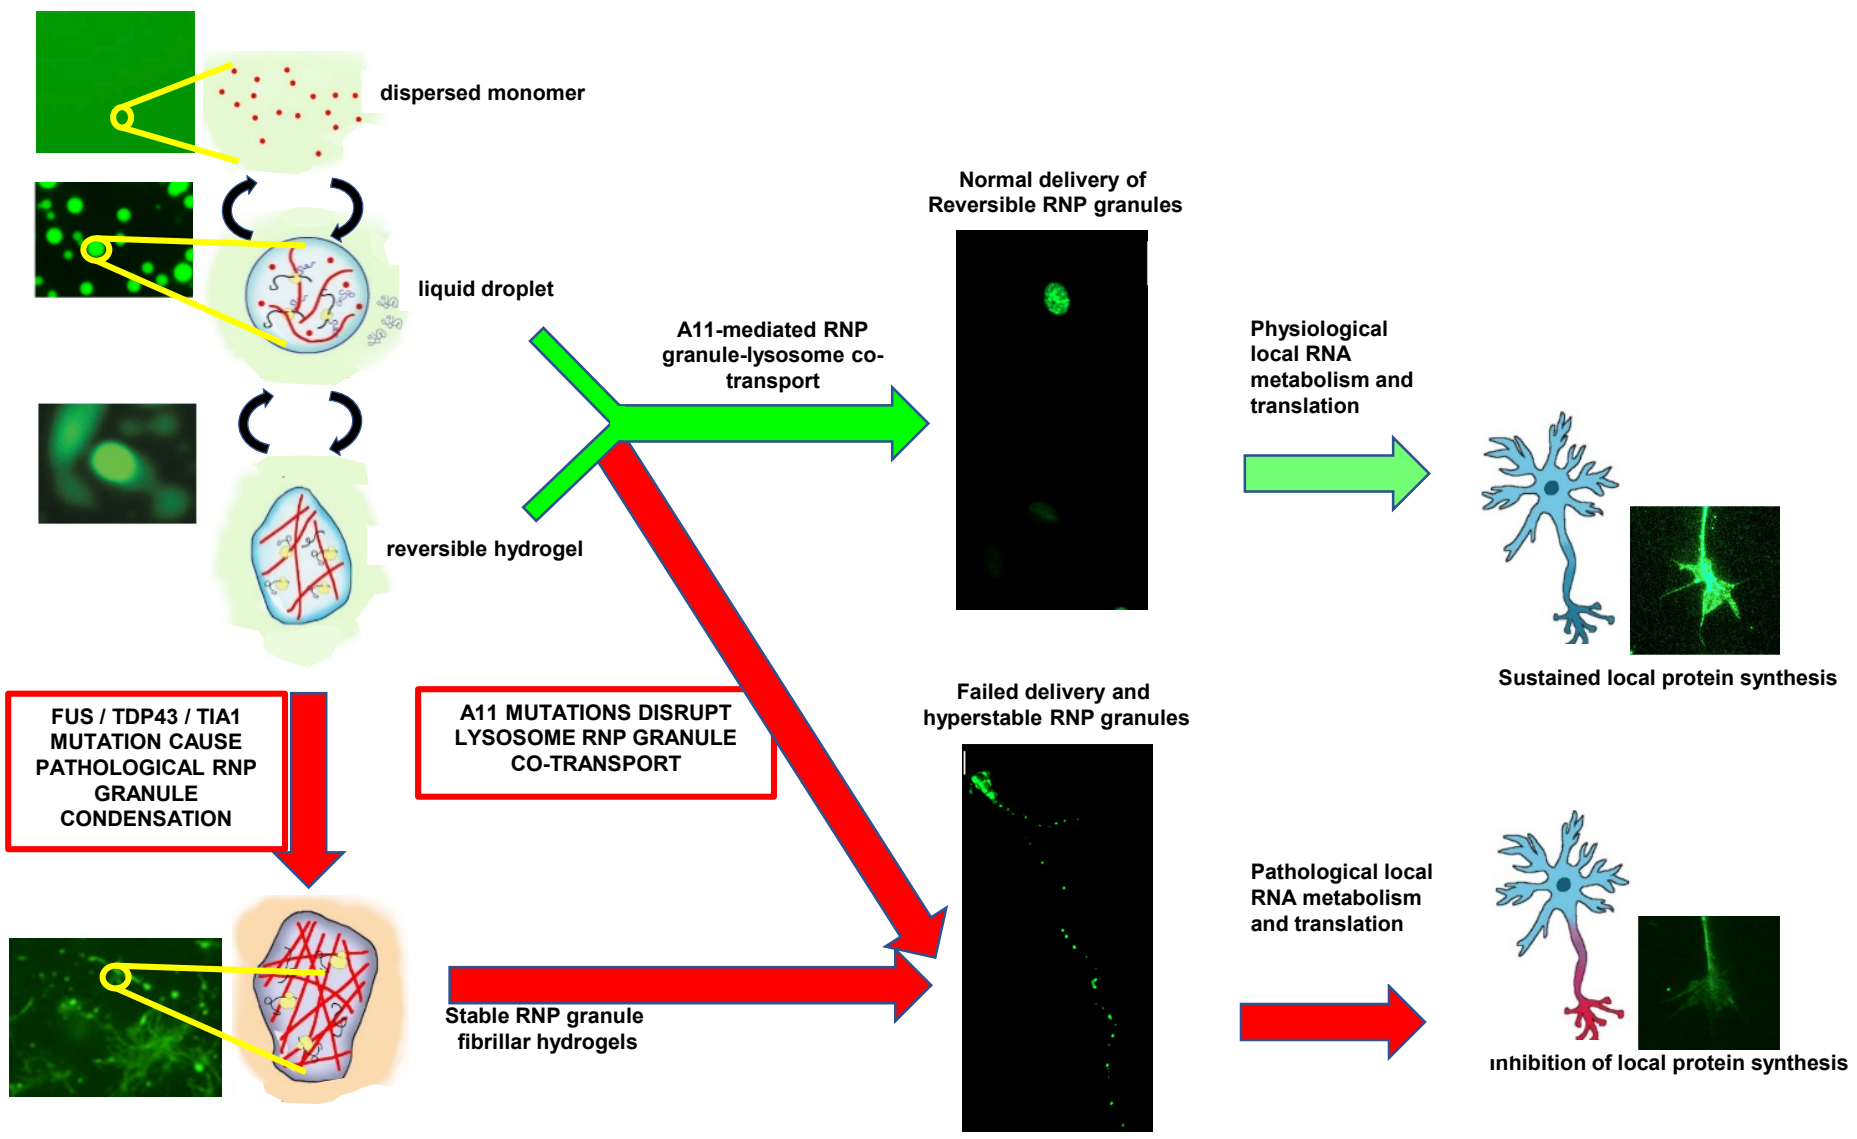 dispersed monomer
liquid droplet
reversible hydrogel
FUS / TDP43 / TIA1
MUTATION CAUSE
PATHOLOGICAL RNP
GRANULE
CONDENSATION
A11 MUTATIONS DISRUPT
LYSOSOME RNP GRANULE
CO-TRANSPORT
A11-mediated RNP
granule-lysosome co-
transport
Stable RNP granule
fibrillar hydrogels
Normal delivery of
Reversible RNP granules
Failed delivery and
hyperstable RNP granules
Physiological
local RNA
metabolism and
translation
Sustained local protein synthesis
Pathological local
RNA metabolism
and translation
Inhibition of local protein synthesis